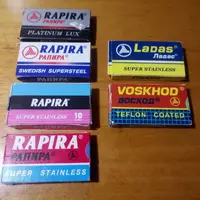 RAPIRA
РАПИРА
PLATINUM LUX
RAPIRA
РАПИРА
SWEDISH SUPERSTEEL
RAPIRA
SUPER STAINLESS
10
RAPIRA
РАПИРА
SUPER STAINLESS
Ladas
Ладас
SUPER STAINLESS
VOSKHOD
ВОСХОД
TEFLON COATED